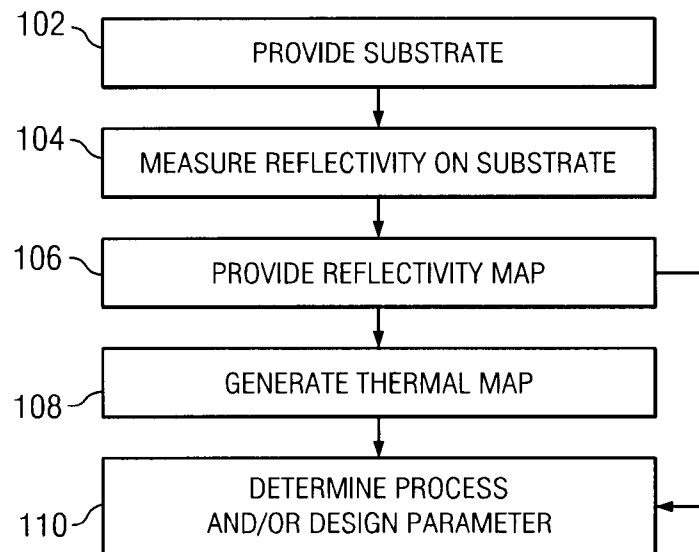 102
PROVIDE SUBSTRATE
104
MEASURE REFLECTIVITY ON SUBSTRATE
106
PROVIDE REFLECTIVITY MAP
108
GENERATE THERMAL MAP
110
DETERMINE PROCESS
AND/OR DESIGN PARAMETER